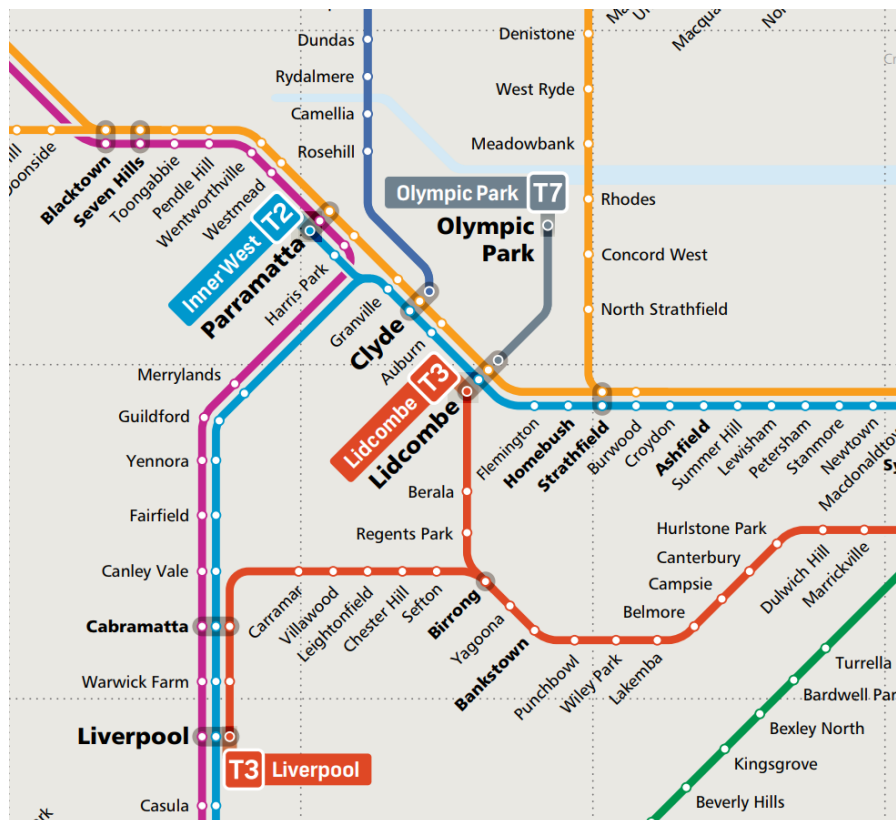 Dundas
Rydalmere
Camellia
Rosehill
Denistone
West Ryde
Meadowbank
Rhodes
Concord West
North Strathfield
Olympic Park T7
Olympic
Park
Blacktown
Seven Hills
Toongabbie
Pendle Hill
Wentworthville
Westmead
Inner West T2
Parramatta
Harris Park
Granville
Clyde
Auburn
Lidcombe T3
Lidcombe
Flemington
Homebush
Strathfield
Burwood
Croydon
Ashfield
Summer Hill
Lewisham
Petersham
Stanmore
Newtown
Merrylands
Guildford
Yennora
Fairfield
Canley Vale
Cabramatta
Warwick Farm
Liverpool
T3 Liverpool
Casula
Berala
Regents Park
Carramar
Villawood
Leightonfield
Chester Hill
Sefton
Birrong
Yagoona
Bankstown
Punchbowl
Wiley Park
Lakemba
Belmore
Campsie
Canterbury
Hurlstone Park
Dulwich Hill
Marrickville
Turrella
Bardwell Par
Bexley North
Kingsgrove
Beverly Hills